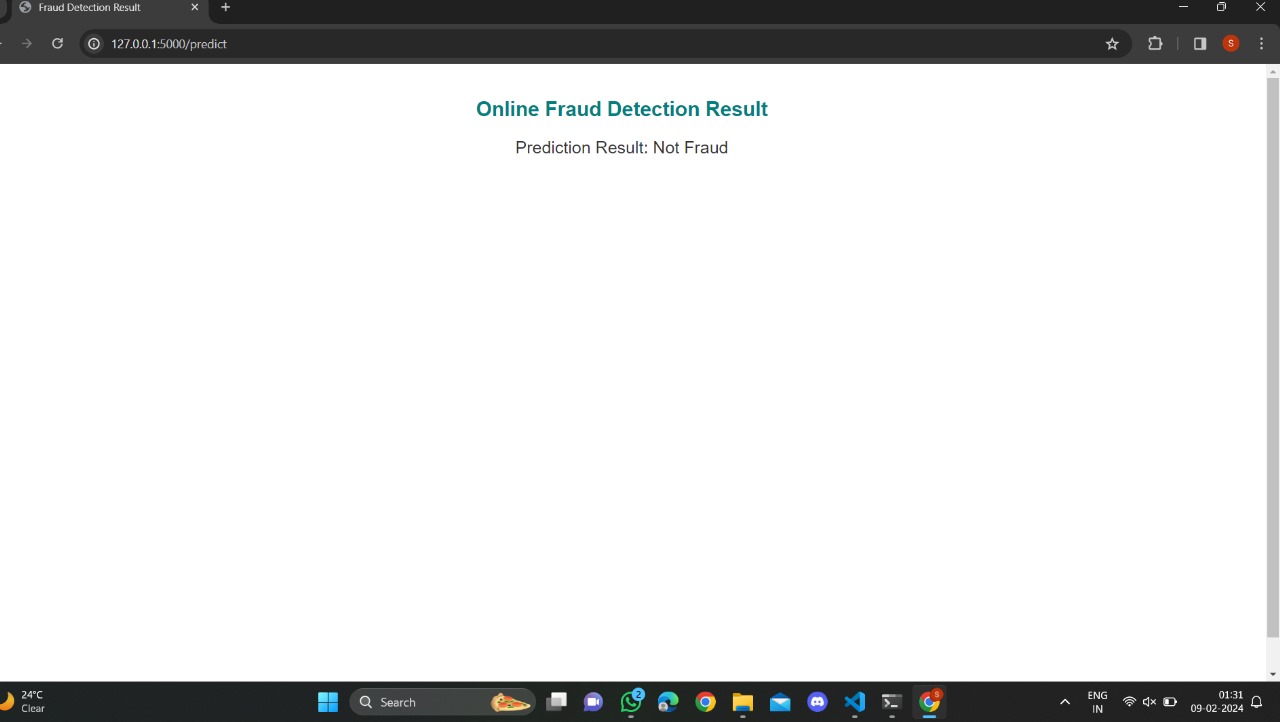 Fraud Detection Result
127.0.0.1:5000/predict
S
Online Fraud Detection Result
Prediction Result: Not Fraud
24°C
Clear
Search
2
S
ENG
IN
01:31
09-02-2024